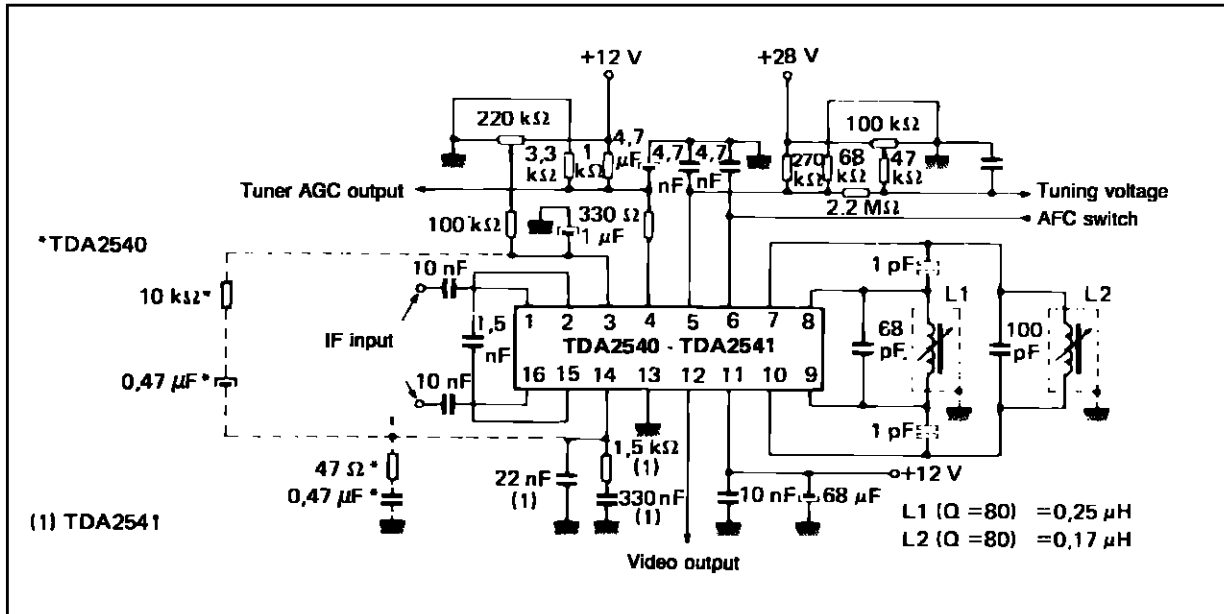 +12 V
+28 V
220 kΩ
3,3 kΩ
1 kΩ
4,7 µF
4,7 nF
4,7 nF
270 kΩ
68 kΩ
100 kΩ
47 kΩ
Tuner AGC output
2.2 MΩ
Tuning voltage
AFC switch
100 kΩ
1 µF
330 Ω
*TDA2540
10 kΩ*
0,47 µF*
10 nF
IF input
1,5 nF
10 nF
1 2 3 4 5 6 7 8
TDA2540 - TDA2541
16 15 14 13 12 11 10 9
1 pF
L1
68 pF
100 pF
L2
1 pF
47 Ω*
0,47 µF*
22 nF
(1)
1,5 kΩ
(1)
330 nF
(1)
10 nF
68 µF
+12 V
(1) TDA2541
Video output
L1 (Q =80) =0,25 µH
L2 (Q =80) =0,17 µH